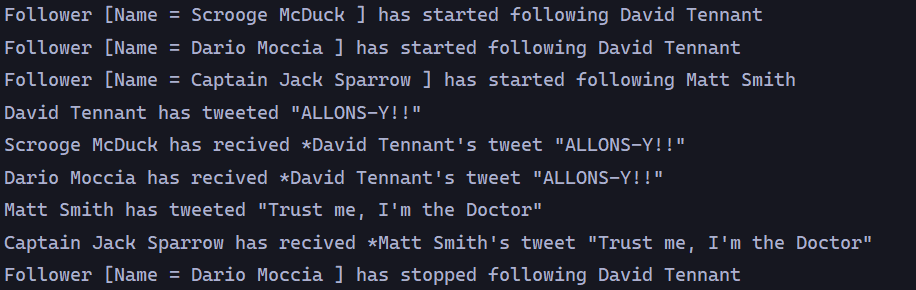 Follower [Name = Scrooge McDuck ] has started following David Tennant
Follower [Name = Dario Moccia ] has started following David Tennant
Follower [Name = Captain Jack Sparrow ] has started following Matt Smith
David Tennant has tweeted "ALLONS-Y!!"
Scrooge McDuck has recived *David Tennant's tweet "ALLONS-Y!!"
Dario Moccia has recived *David Tennant's tweet "ALLONS-Y!!"
Matt Smith has tweeted "Trust me, I'm the Doctor"
Captain Jack Sparrow has recived *Matt Smith's tweet "Trust me, I'm the Doctor"
Follower [Name = Dario Moccia ] has stopped following David Tennant